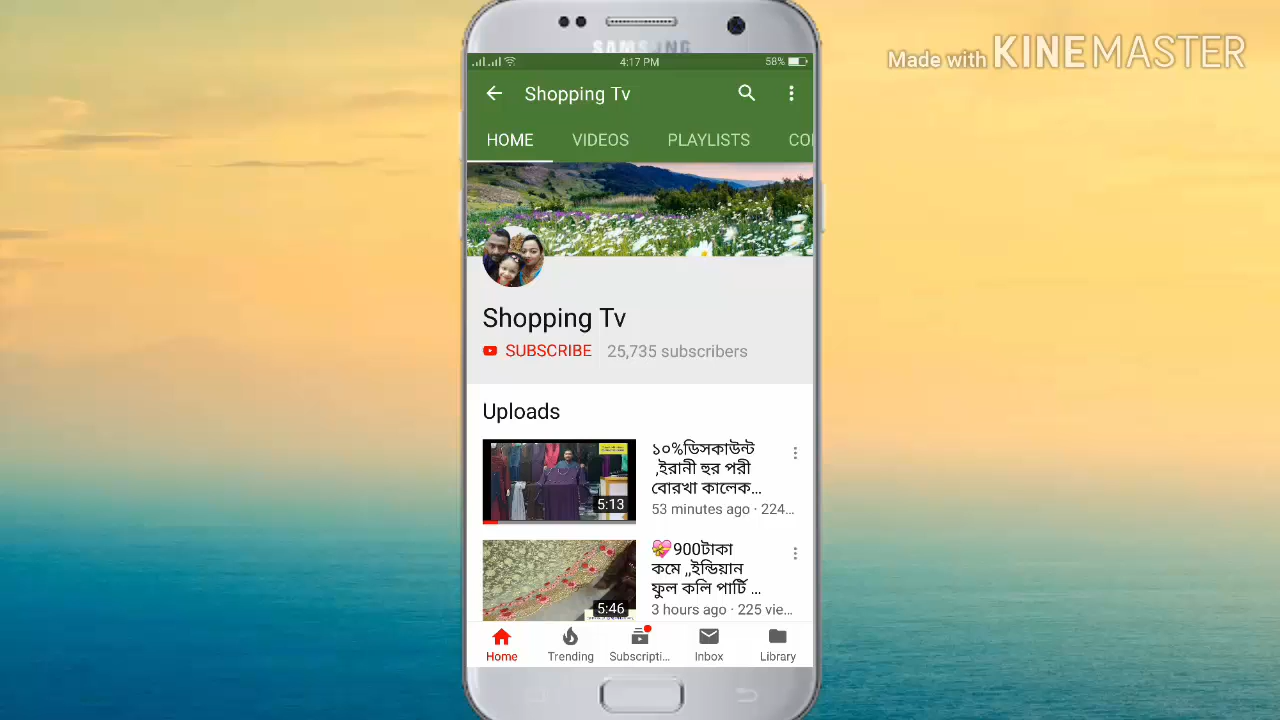 SAMSUNG
Made with KINEMASTER
4:17 PM
58%
Shopping Tv
HOME VIDEOS PLAYLISTS CO
Shopping Tv
SUBSCRIBE 25,735 subscribers
Uploads
১০%ডিসকাউন্ট
,ইরানী হুর পরী
বোরখা কালেক...
53 minutes ago · 224...
5:13
💝900টাকা
কমে ,,ইন্ডিয়ান
ফুল কলি পার্টি ...
3 hours ago · 225 vie...
5:46
Home Trending Subscripti... Inbox Library